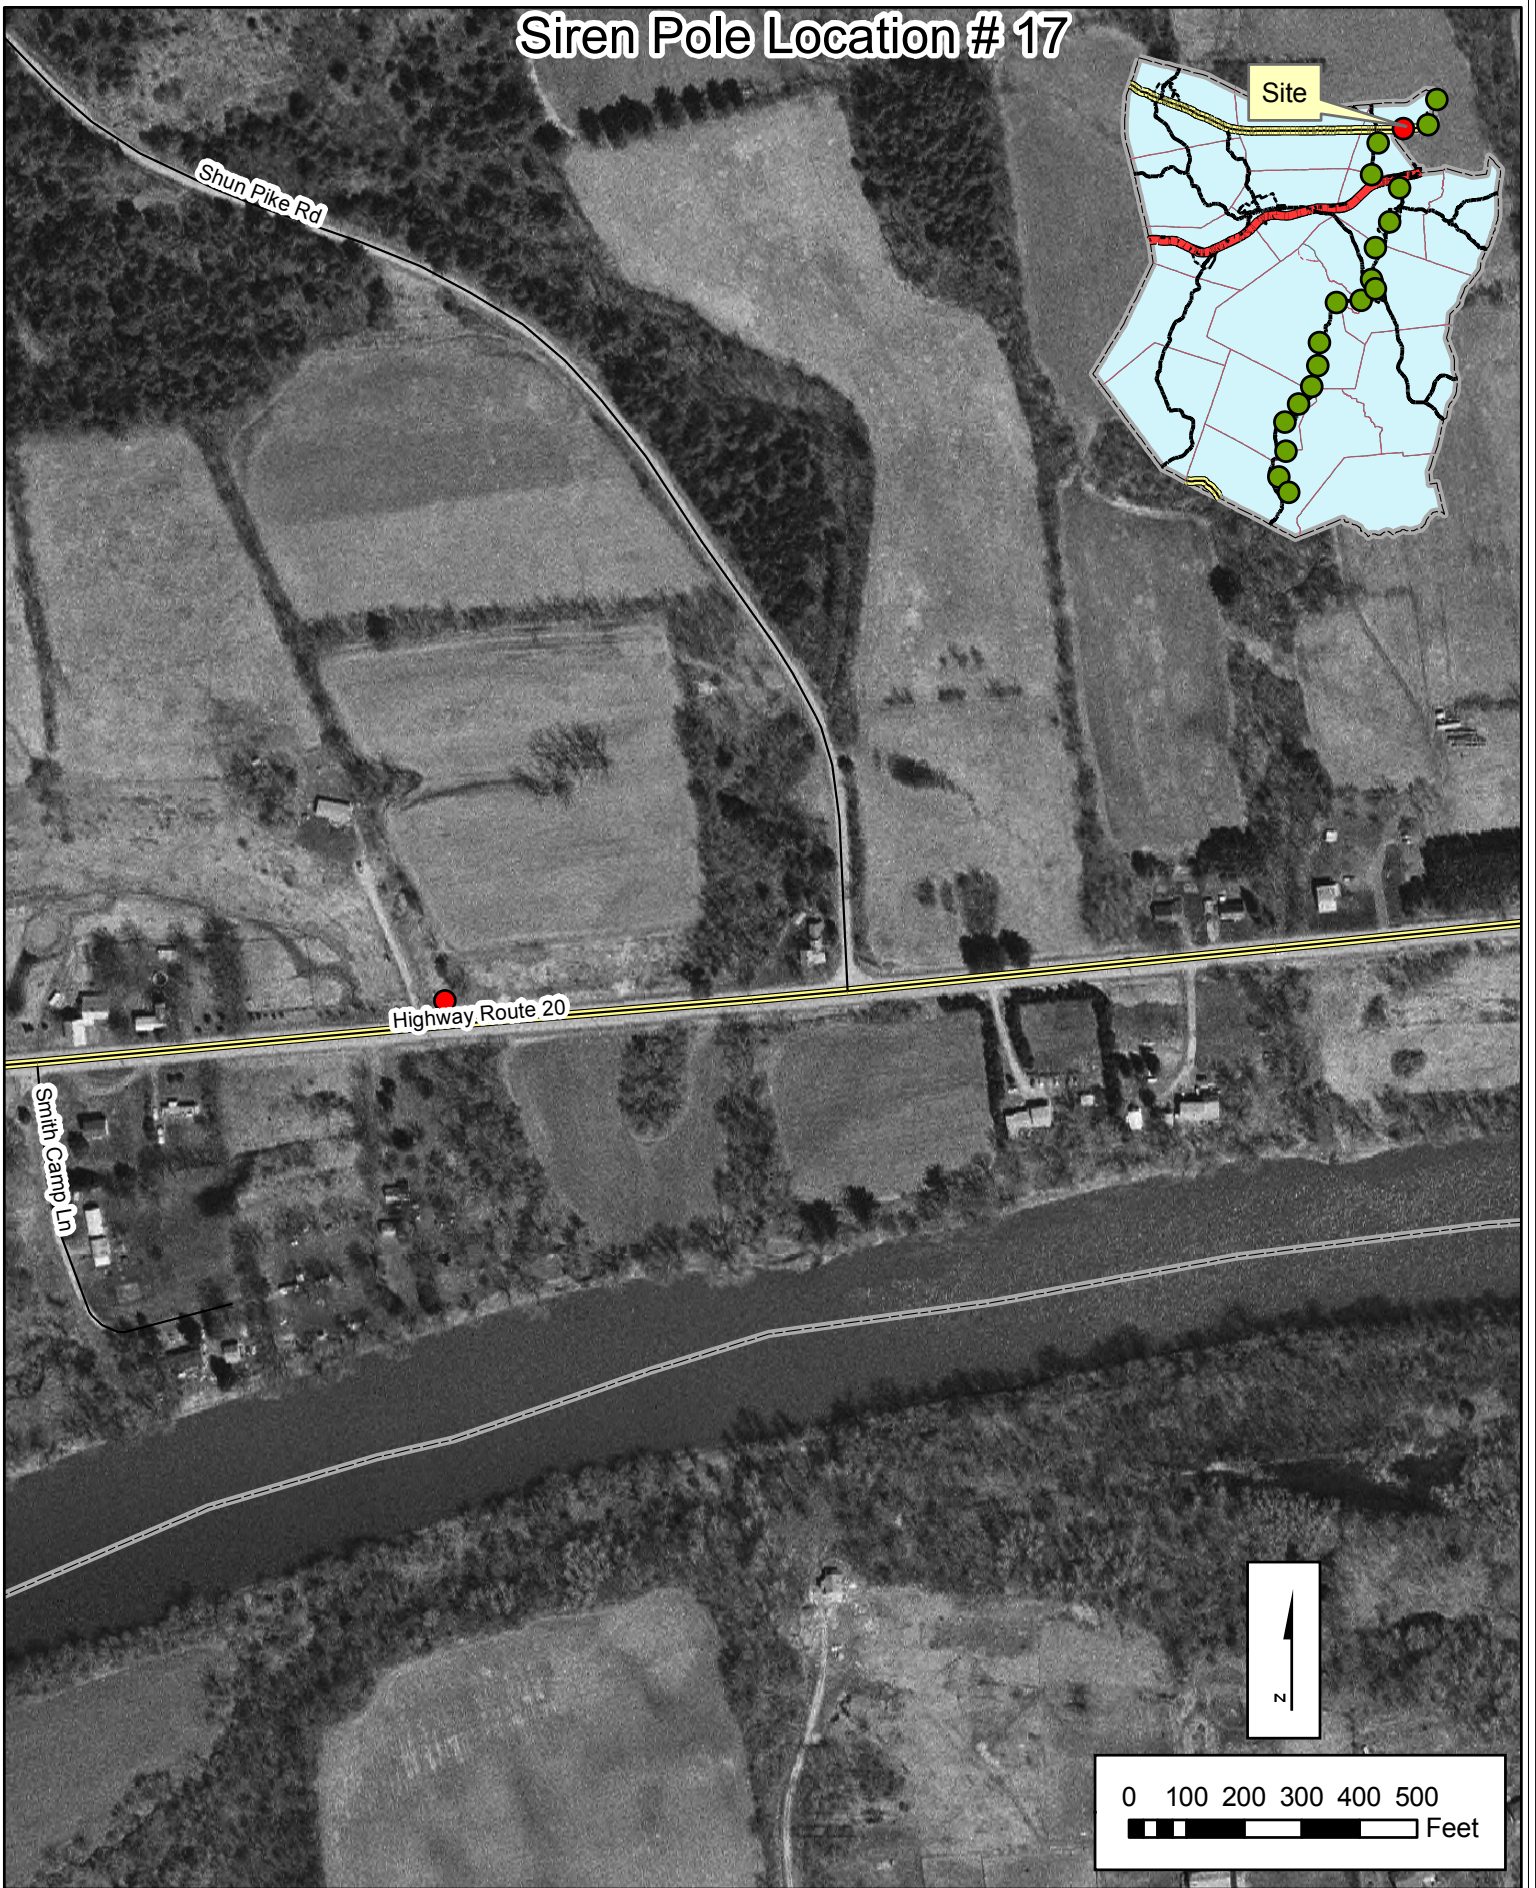 Siren Pole Location # 17
Site
Shun Pike Rd
Highway Route 20
Smith Camp Ln
N
0 100 200 300 400 500
Feet